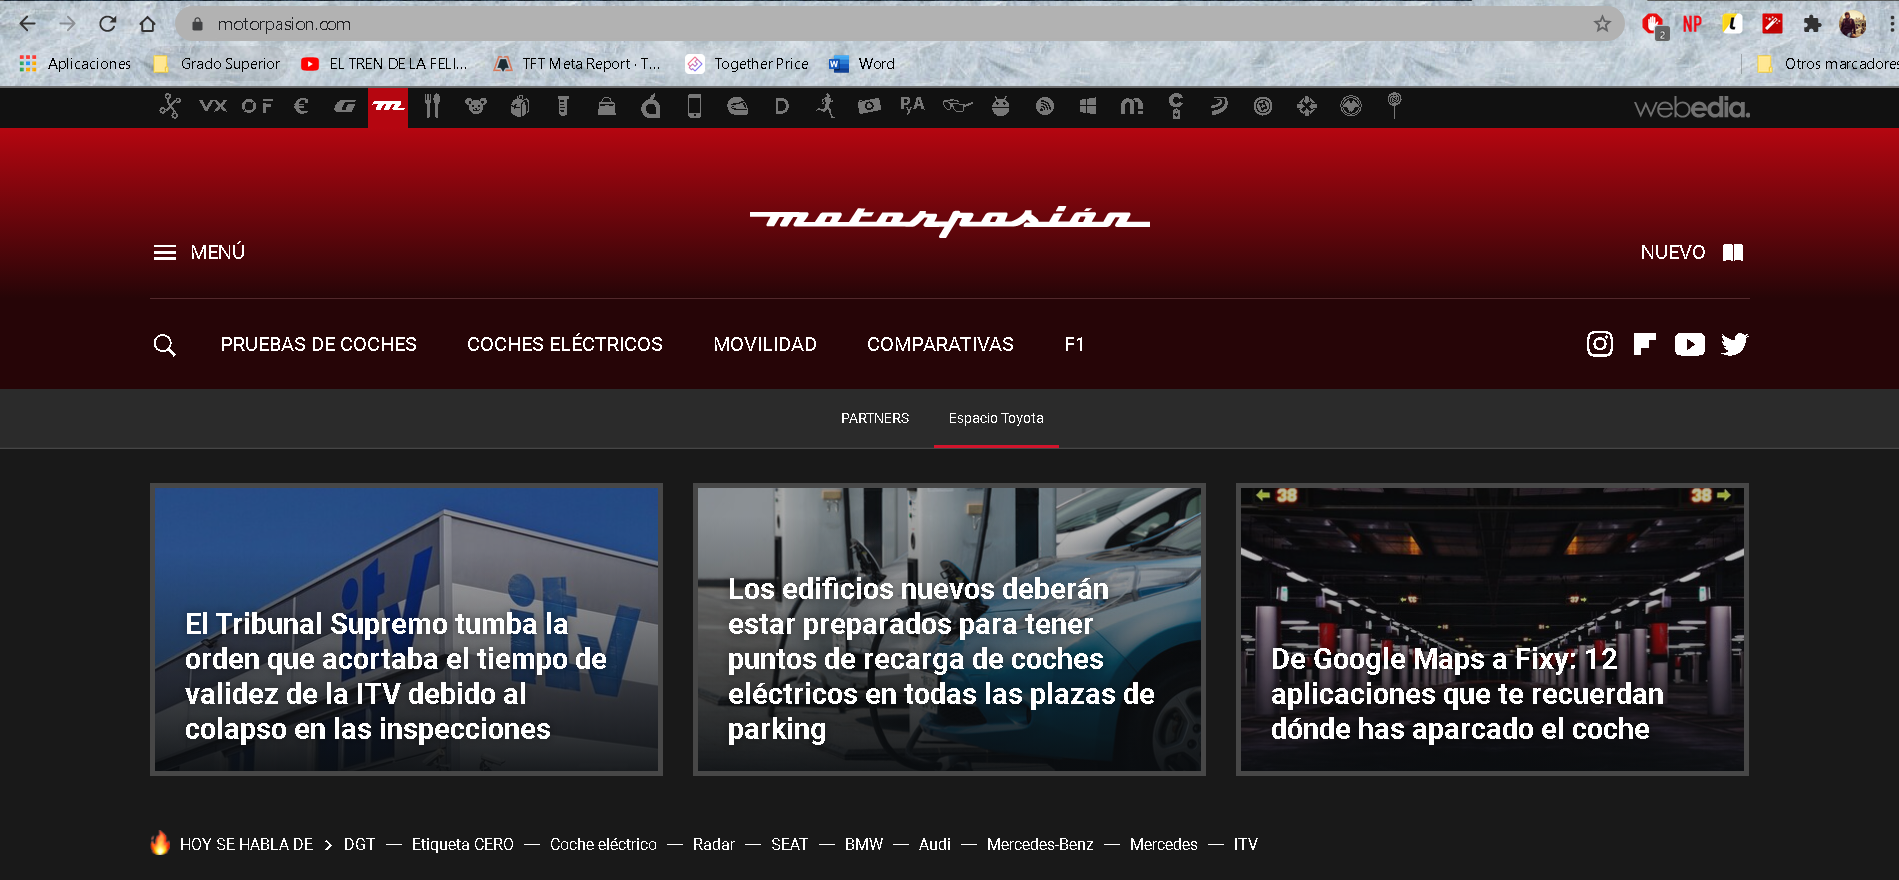 motorpasion.com
2 NP
Aplicaciones Grado Superior EL TREN DE LA FELI... TFT Meta Report · T... Together Price Word Otros marcadores
VX OF € G m D PyA m webedia.
motorpasión
MENÚ NUEVO
PRUEBAS DE COCHES COCHES ELÉCTRICOS MOVILIDAD COMPARATIVAS F1
PARTNERS Espacio Toyota
itv itv
El Tribunal Supremo tumba la
orden que acortaba el tiempo de
validez de la ITV debido al
colapso en las inspecciones
Los edificios nuevos deberán
estar preparados para tener
puntos de recarga de coches
eléctricos en todas las plazas de
parking
38 38
De Google Maps a Fixy: 12
aplicaciones que te recuerdan
dónde has aparcado el coche
HOY SE HABLA DE > DGT — Etiqueta CERO — Coche eléctrico — Radar — SEAT — BMW — Audi — Mercedes-Benz — Mercedes — ITV